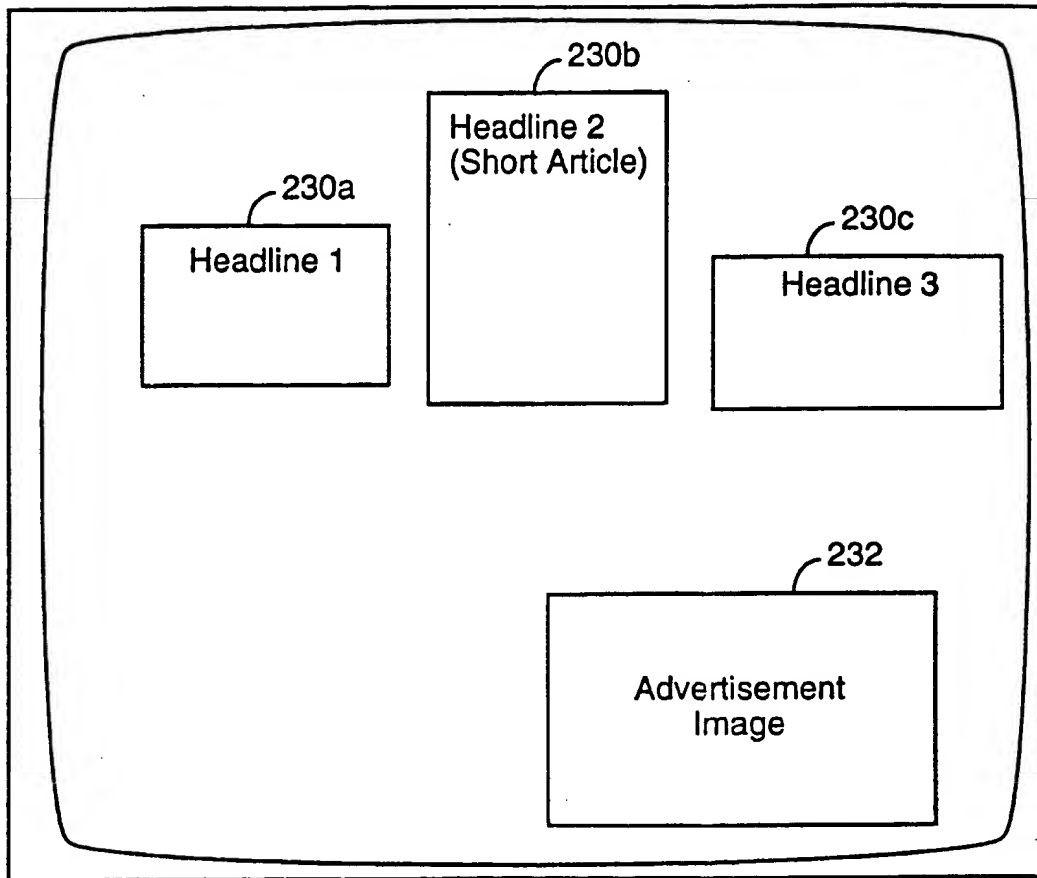 230b
Headline 2
(Short Article)
230a
Headline 1
230c
Headline 3
232
Advertisement
Image